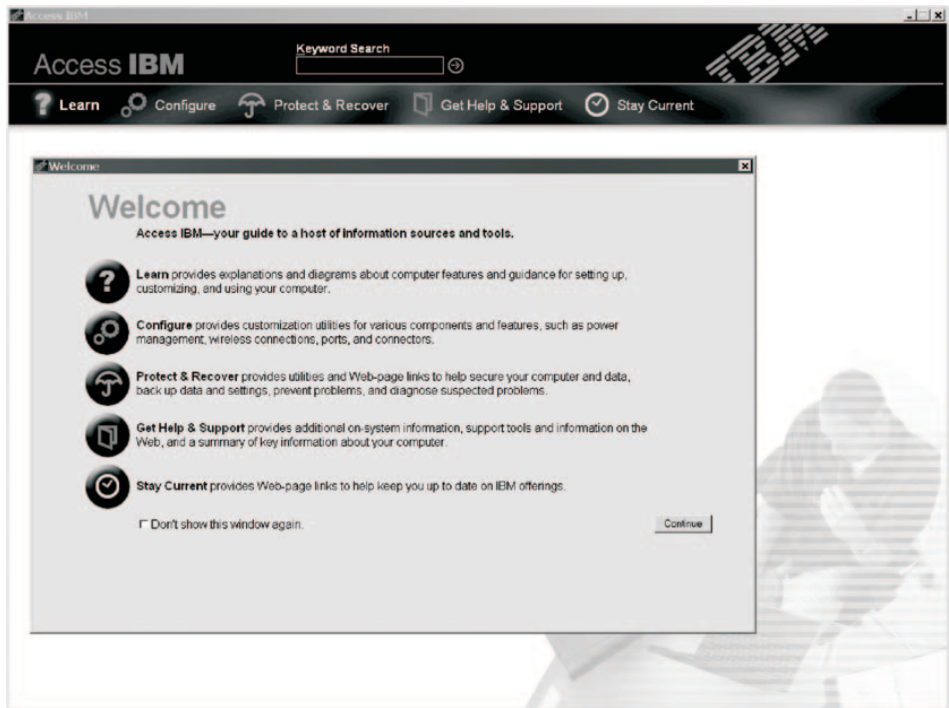 Access IBM
Keyword Search
Access IBM
IBM
Learn Configure Protect & Recover Get Help & Support Stay Current
Welcome
Welcome
Access IBM—your guide to a host of information sources and tools.
Learn provides explanations and diagrams about computer features and guidance for setting up,
customizing, and using your computer.
Configure provides customization utilities for various components and features, such as power
management, wireless connections, ports, and connectors.
Protect & Recover provides utilities and Web-page links to help secure your computer and data,
back up data and settings, prevent problems, and diagnose suspected problems.
Get Help & Support provides additional on-system information, support tools and information on the
Web, and a summary of key information about your computer.
Stay Current provides Web-page links to help keep you up to date on IBM offerings.
Don't show this window again.
Continue